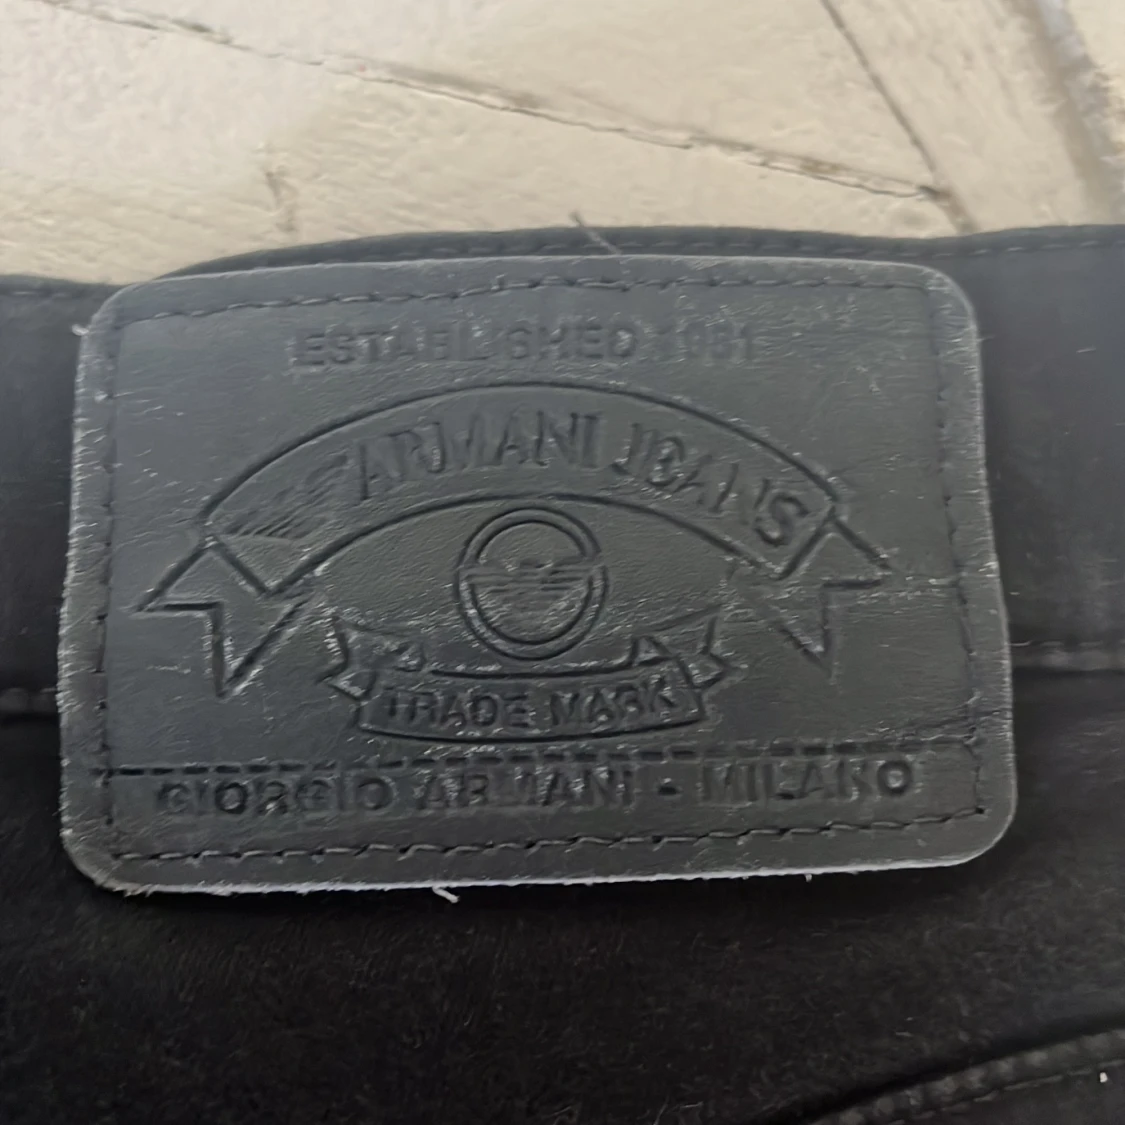 ESTABLISHED 1981
ARMANI JEANS
TRADE MARK
GIORGIO ARMANI - MILANO